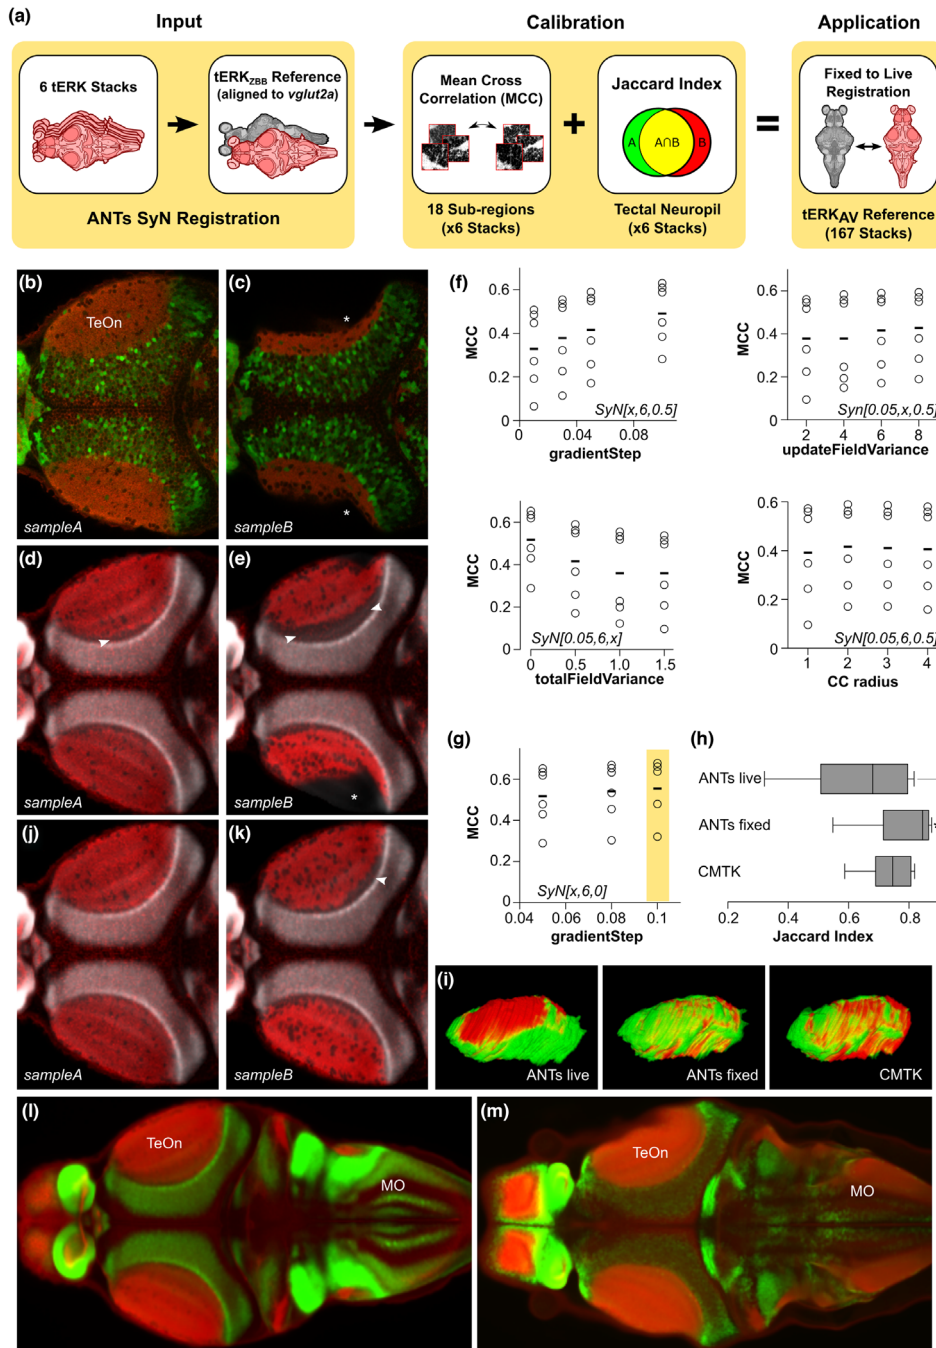 (a)
Input
Calibration
Application
6 tERK Stacks
tERKZBB Reference
(aligned to vglut2a)
ANTs SyN Registration
Mean Cross
Correlation (MCC)
18 Sub-regions
(x6 Stacks)
Jaccard Index
A
A∩B
B
Tectal Neuropil
(x6 Stacks)
Fixed to Live
Registration
tERKAV Reference
(167 Stacks)
(b)
TeOn
sampleA
(c)
*
*
sampleB
(d)
sampleA
(e)
*
sampleB
(j)
sampleA
(k)
sampleB
(f)
MCC
0.6
0.4
0.2
0
0
0.04
0.08
SyN[x,6,0.5]
gradientStep
MCC
0.6
0.4
0.2
0
2
4
6
8
Syn[0.05,x,0.5]
updateFieldVariance
MCC
0.6
0.4
0.2
0
0
0.5
1.0
1.5
SyN[0.05,6,x]
totalFieldVariance
MCC
0.6
0.4
0.2
0
1
2
3
4
SyN[0.05,6,0.5]
CC radius
(g)
MCC
0.6
0.4
0.2
0
0.04
0.06
0.08
0.1
SyN[x,6,0]
gradientStep
(h)
ANTs live
ANTs fixed
CMTK
0.2
0.4
0.6
0.8
Jaccard Index
(i)
ANTs live
ANTs fixed
CMTK
(l)
TeOn
MO
(m)
TeOn
MO